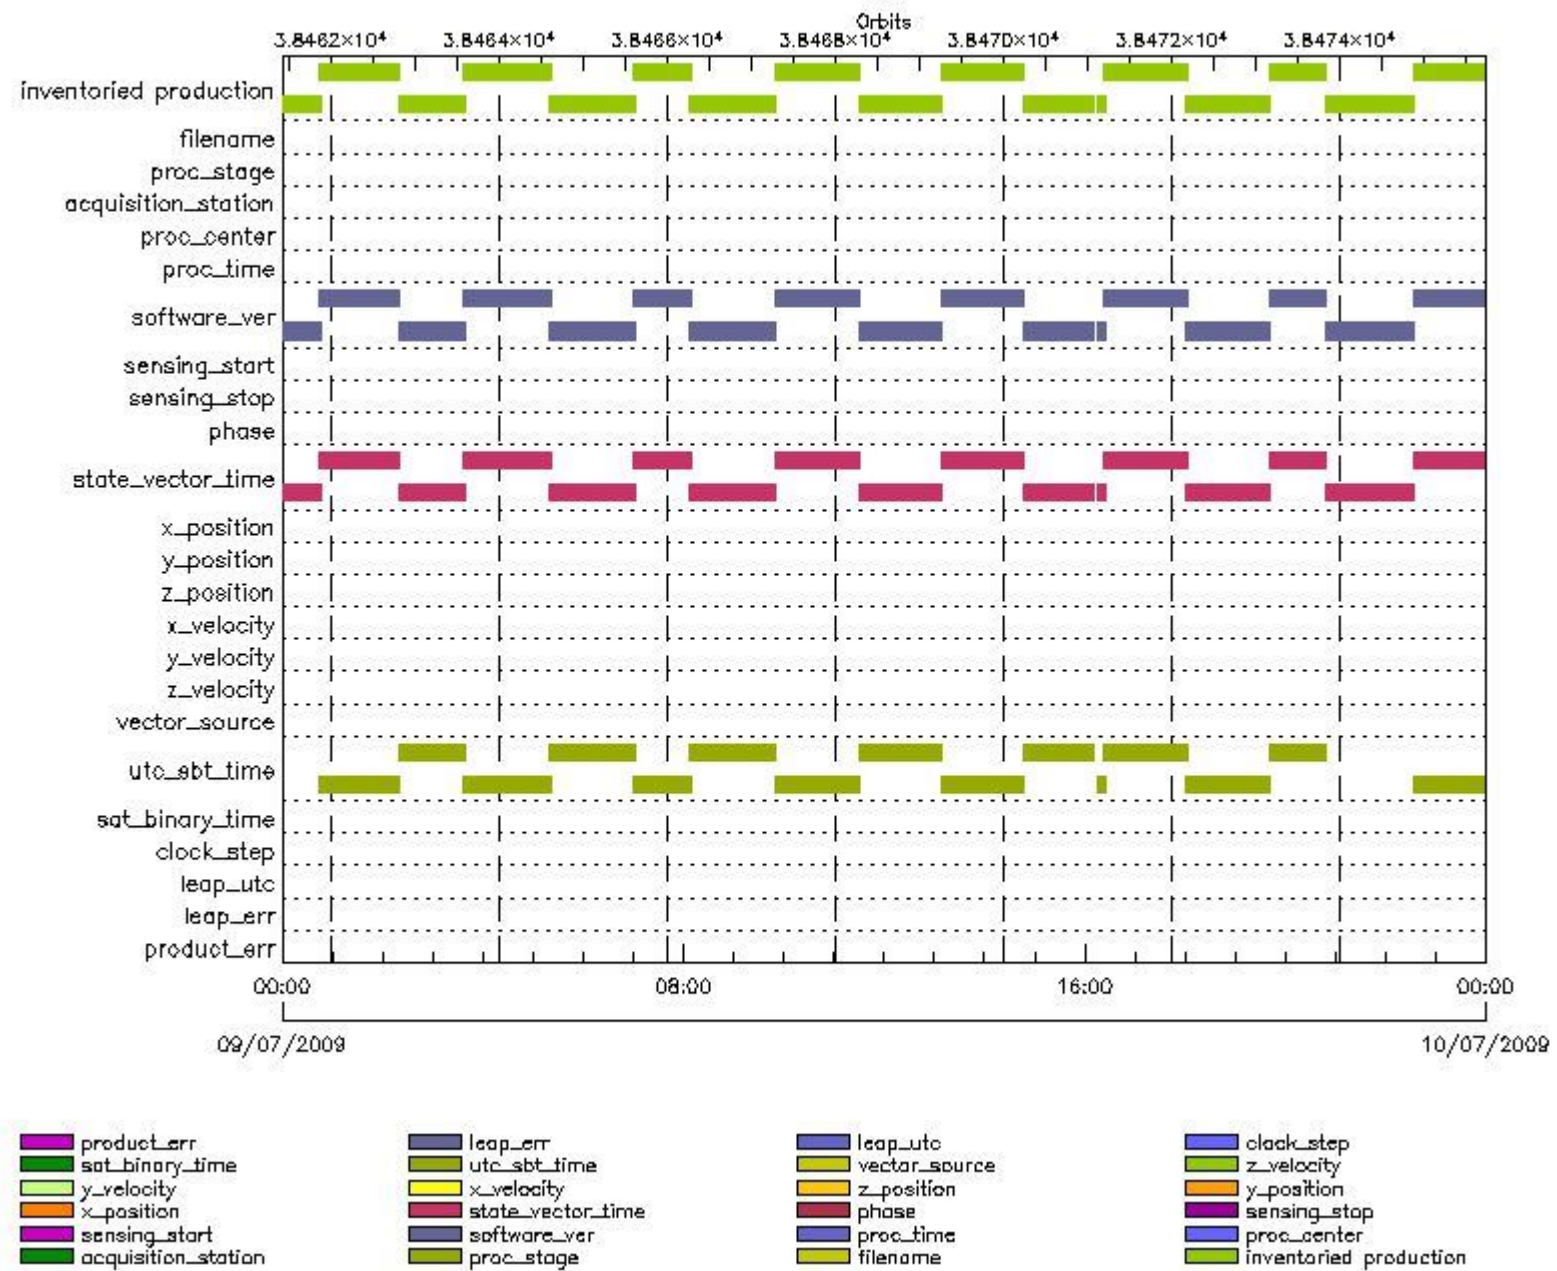 Orbits
3.8462×10⁴ 3.8464×10⁴ 3.8466×10⁴ 3.8468×10⁴ 3.8470×10⁴ 3.8472×10⁴ 3.8474×10⁴
inventoried production
filename
proc_stage
acquisition_station
proc_center
proc_time
software_ver
sensing_start
sensing_stop
phase
state_vector_time
x_position
y_position
z_position
x_velocity
y_velocity
z_velocity
vector_source
utc_sbt_time
sat_binary_time
clock_step
leap_utc
leap_err
product_err
00:00 08:00 16:00 00:00
09/07/2009 10/07/2009
product_err leap_err leap_utc clock_step
sat_binary_time utc_sbt_time vector_source z_velocity
y_velocity x_velocity z_position y_position
x_position state_vector_time phase sensing_stop
sensing_start software_ver proc_time proc_center
acquisition_station proc_stage filename inventoried production